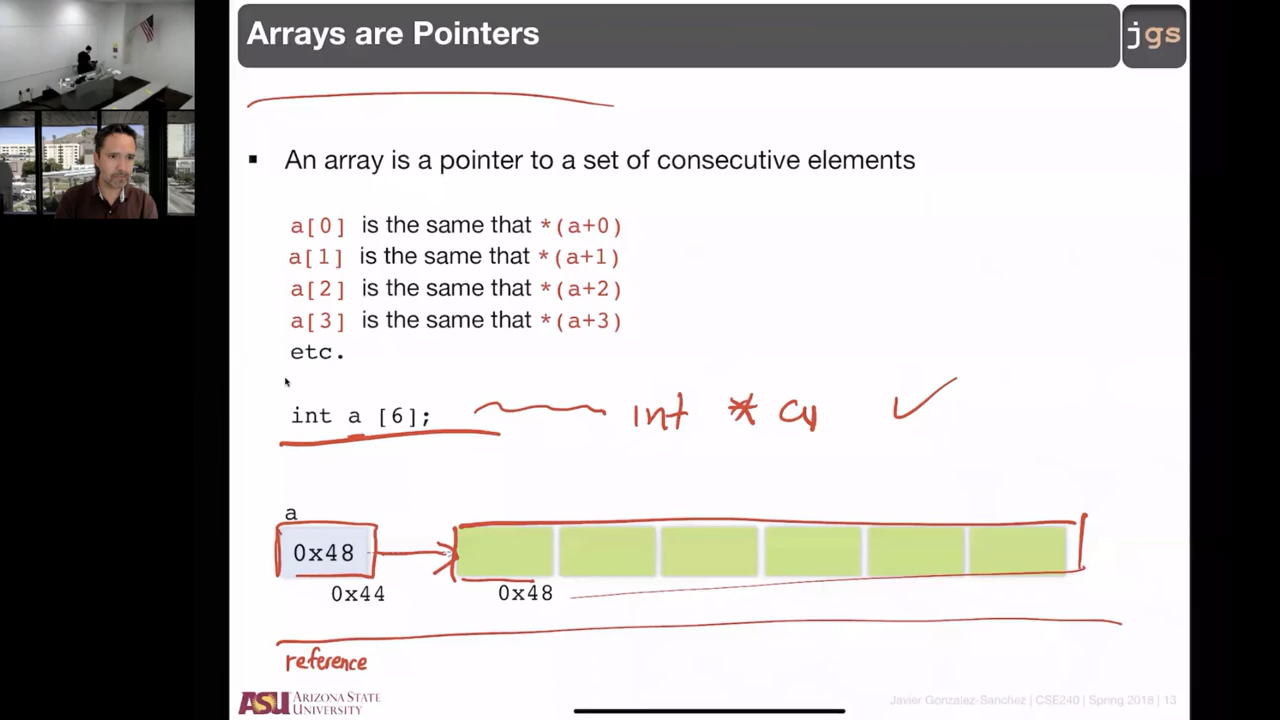 Arrays are Pointers
jgs
▪ An array is a pointer to a set of consecutive elements
a[0] is the same that *(a+0)
a[1] is the same that *(a+1)
a[2] is the same that *(a+2)
a[3] is the same that *(a+3)
etc.
int a [6]; int *
a
0x48
0x44 0x48
reference
ASU ARIZONA STATE
UNIVERSITY
Javier Gonzalez-Sanchez | CSE240 | Spring 2018 | 13